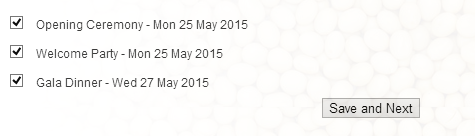 Opening Ceremony - Mon 25 May 2015
Welcome Party - Mon 25 May 2015
Gala Dinner - Wed 27 May 2015
Save and Next